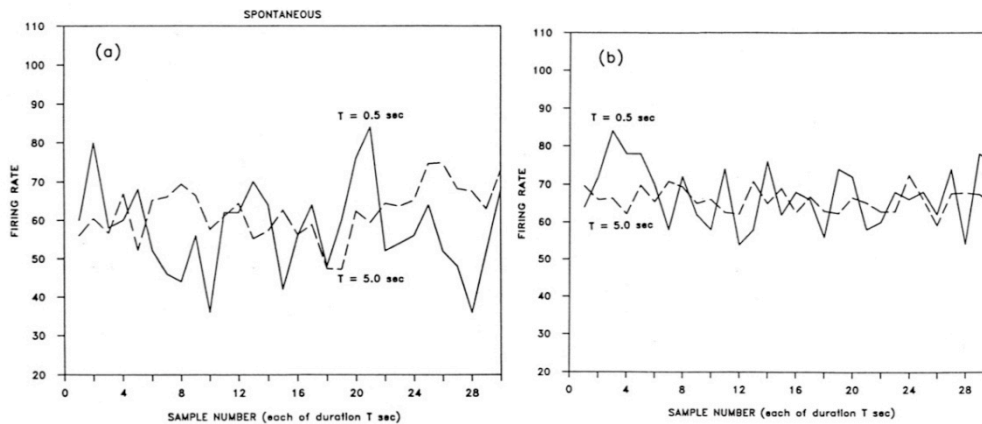 SPONTANEOUS
(a)
T = 0.5 sec
T = 5.0 sec
FIRING RATE
110
100
90
80
70
60
50
40
30
20
0 4 8 12 16 20 24 28
SAMPLE NUMBER (each of duration T sec)
(b)
T = 0.5 sec
T = 5.0 sec
FIRING RATE
110
100
90
80
70
60
50
40
30
20
0 4 8 12 16 20 24 28
SAMPLE NUMBER (each of duration T sec)